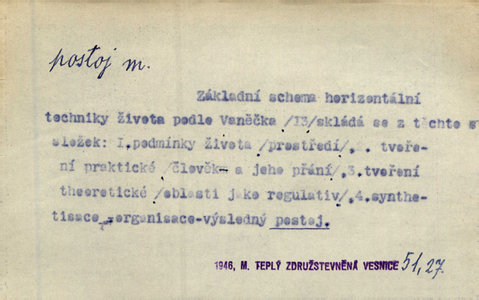 postoj m.
Základní schema horizontální
techniky života podle Vaněčka /I3/skládá se z těchto s
složek: I.podmínky života /prostředí/,.. tvoře-
ní praktické /člověk a jeho přání/,3.tvoření
theoretické /oblasti jako regulativ/,4.synthe-
tisace,organisace-výsledný postoj.
1946, M. TEPLÝ ZDRUŽSTEVNĚNÁ VESNICE 51,27.